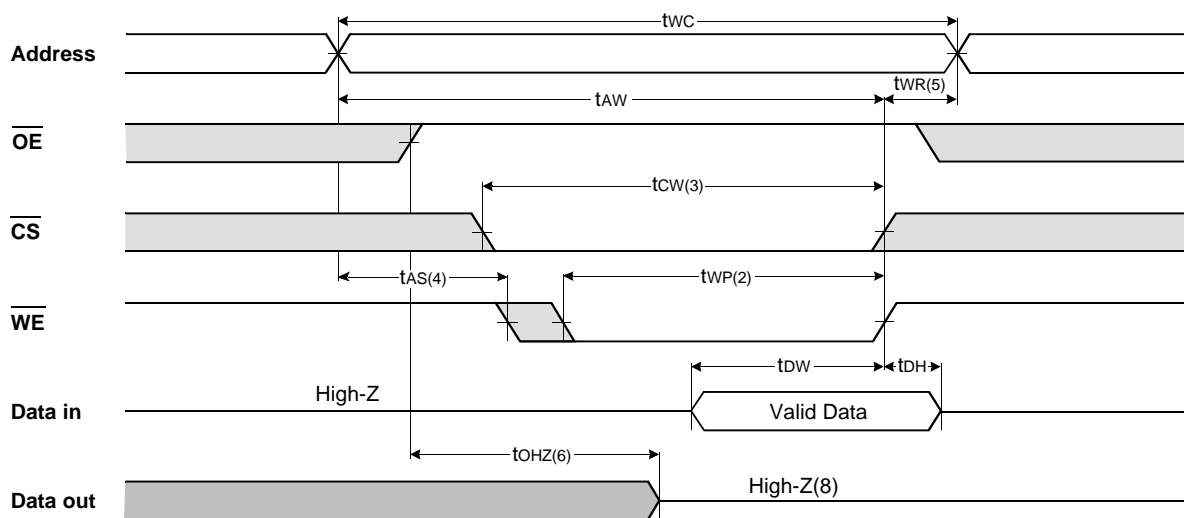 tWC
Address
tWR(5)
tAW
OE
tCW(3)
CS
tAS(4)
tWP(2)
WE
tDW
tDH
High-Z
Data in
Valid Data
tOHZ(6)
High-Z(8)
Data out